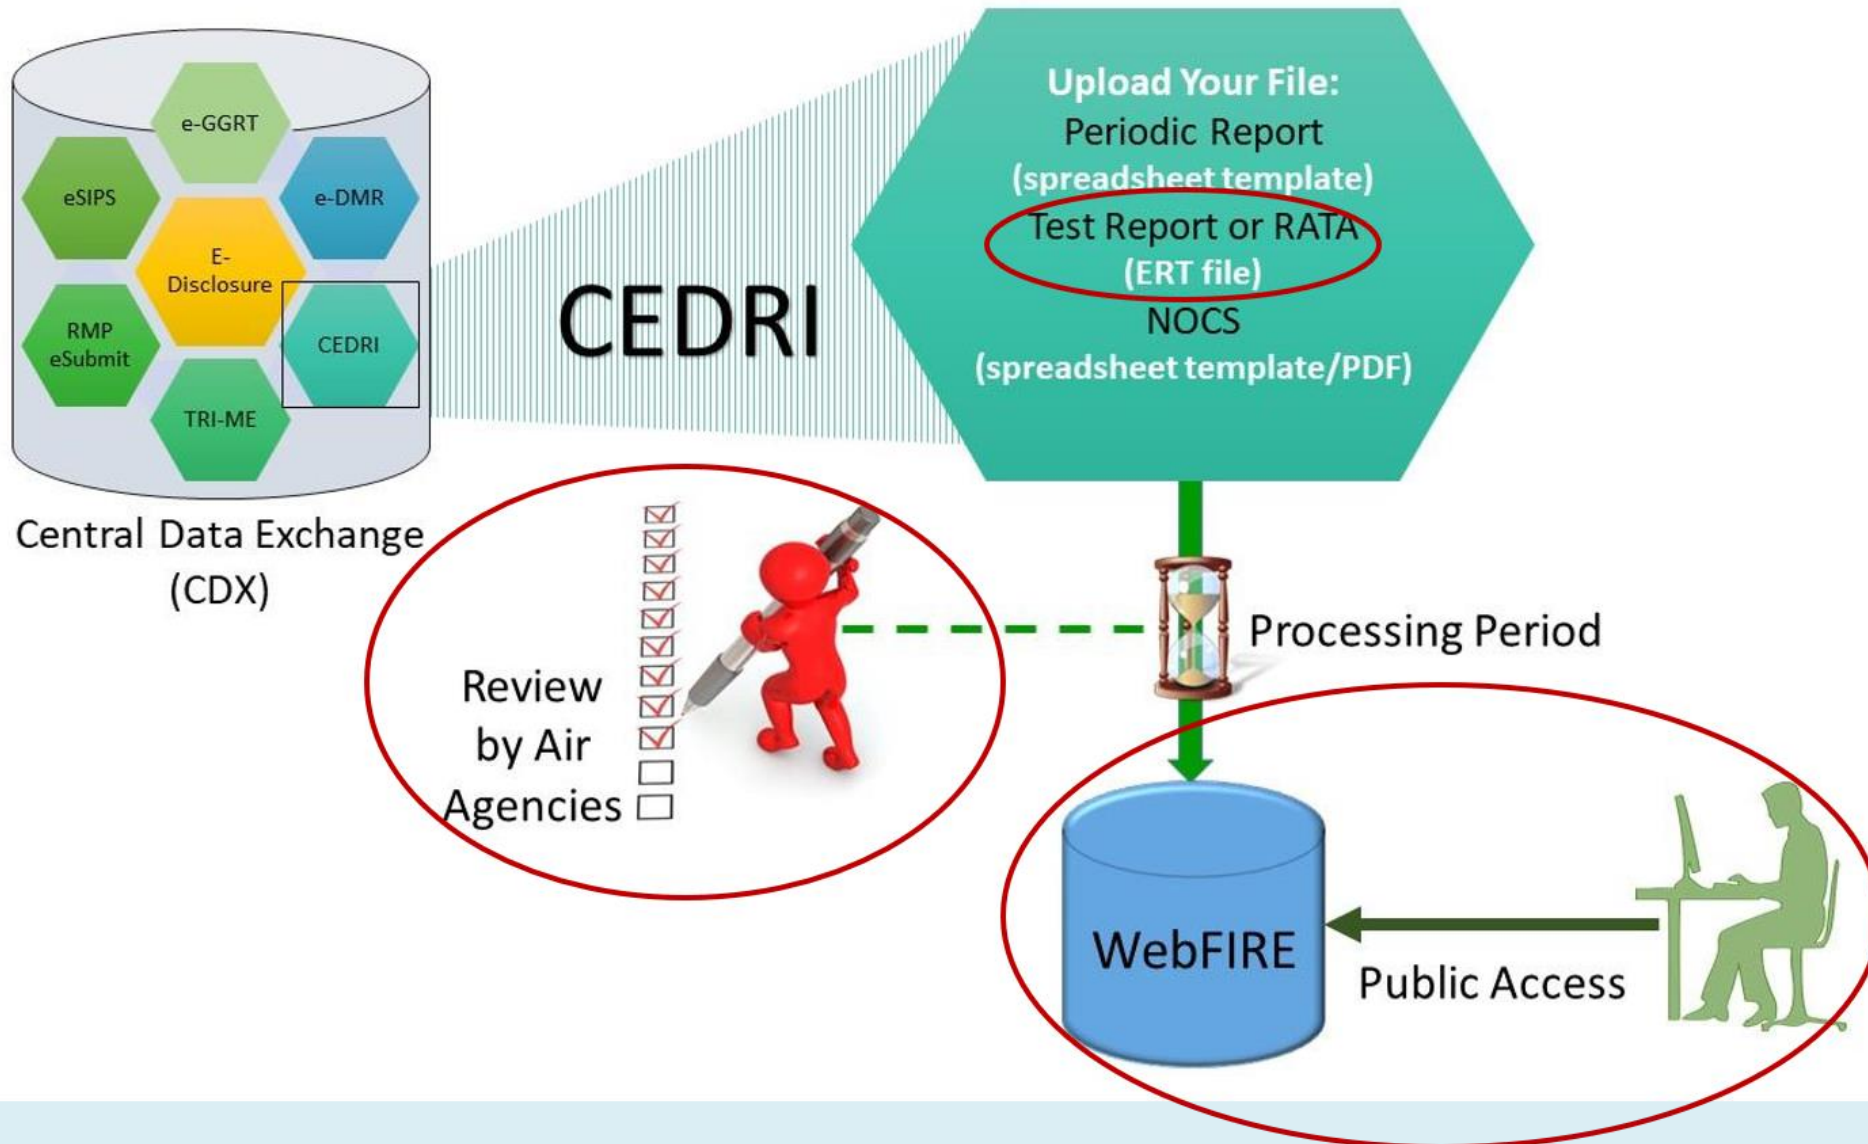 e-GGRT
eSIPS
e-DMR
E-
Disclosure
RMP
eSubmit
CEDRI
TRI-ME
Central Data Exchange
(CDX)
CEDRI
Upload Your File:
Periodic Report
(spreadsheet template)
Test Report or RATA
(ERT file)
NOCS
(spreadsheet template/PDF)
Processing Period
Review
by Air
Agencies
WebFIRE
Public Access